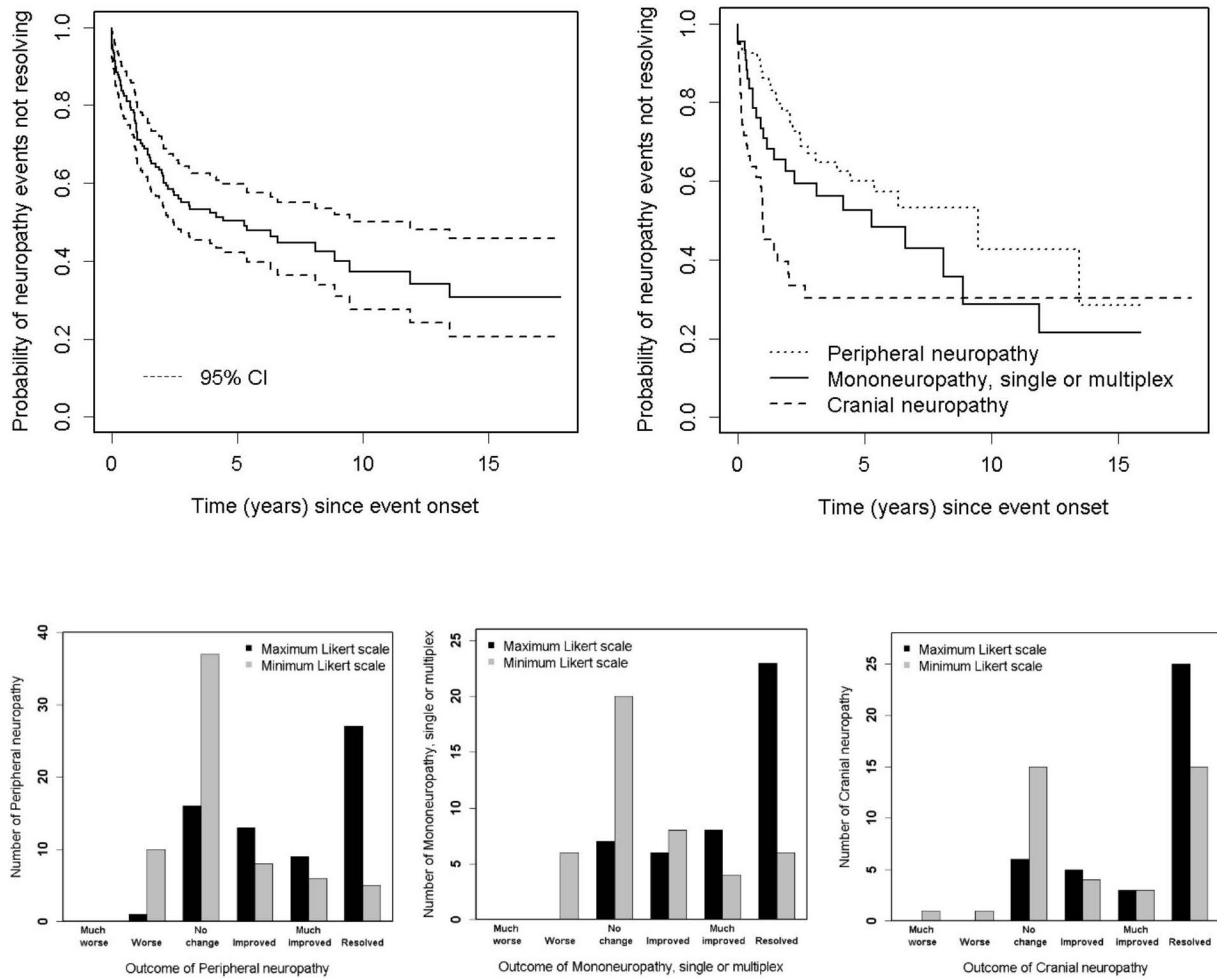 Probability of neuropathy events not resolving
1.0
0.8
0.6
0.4
0.2
0.0
95% CI
0 5 10 15
Time (years) since event onset
Probability of neuropathy events not resolving
1.0
0.8
0.6
0.4
0.2
0.0
Peripheral neuropathy
Mononeuropathy, single or multiplex
Cranial neuropathy
0 5 10 15
Time (years) since event onset
Number of Peripheral neuropathy
40
30
20
10
0
Maximum Likert scale
Minimum Likert scale
Much worse Worse No change Improved Much improved Resolved
Outcome of Peripheral neuropathy
Number of Mononeuropathy, single or multiplex
25
20
15
10
5
0
Maximum Likert scale
Minimum Likert scale
Much worse Worse No change Improved Much improved Resolved
Outcome of Mononeuropathy, single or multiplex
Number of Cranial neuropathy
25
15
10
5
0
Maximum Likert scale
Minimum Likert scale
Much worse Worse No change Improved Much improved Resolved
Outcome of Cranial neuropathy